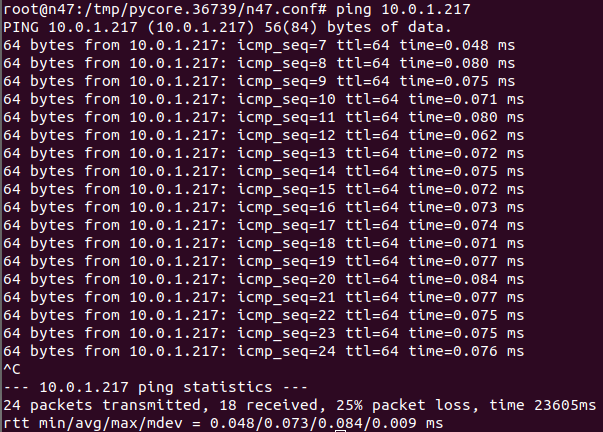 root@n47:/tmp/pycore.36739/n47.conf# ping 10.0.1.217
PING 10.0.1.217 (10.0.1.217) 56(84) bytes of data.
64 bytes from 10.0.1.217: icmp_seq=7 ttl=64 time=0.048 ms
64 bytes from 10.0.1.217: icmp_seq=8 ttl=64 time=0.080 ms
64 bytes from 10.0.1.217: icmp_seq=9 ttl=64 time=0.075 ms
64 bytes from 10.0.1.217: icmp_seq=10 ttl=64 time=0.071 ms
64 bytes from 10.0.1.217: icmp_seq=11 ttl=64 time=0.080 ms
64 bytes from 10.0.1.217: icmp_seq=12 ttl=64 time=0.062 ms
64 bytes from 10.0.1.217: icmp_seq=13 ttl=64 time=0.072 ms
64 bytes from 10.0.1.217: icmp_seq=14 ttl=64 time=0.075 ms
64 bytes from 10.0.1.217: icmp_seq=15 ttl=64 time=0.072 ms
64 bytes from 10.0.1.217: icmp_seq=16 ttl=64 time=0.073 ms
64 bytes from 10.0.1.217: icmp_seq=17 ttl=64 time=0.074 ms
64 bytes from 10.0.1.217: icmp_seq=18 ttl=64 time=0.071 ms
64 bytes from 10.0.1.217: icmp_seq=19 ttl=64 time=0.077 ms
64 bytes from 10.0.1.217: icmp_seq=20 ttl=64 time=0.084 ms
64 bytes from 10.0.1.217: icmp_seq=21 ttl=64 time=0.077 ms
64 bytes from 10.0.1.217: icmp_seq=22 ttl=64 time=0.075 ms
64 bytes from 10.0.1.217: icmp_seq=23 ttl=64 time=0.075 ms
64 bytes from 10.0.1.217: icmp_seq=24 ttl=64 time=0.076 ms
^C
--- 10.0.1.217 ping statistics ---
24 packets transmitted, 18 received, 25% packet loss, time 23605ms
rtt min/avg/max/mdev = 0.048/0.073/0.084/0.009 ms